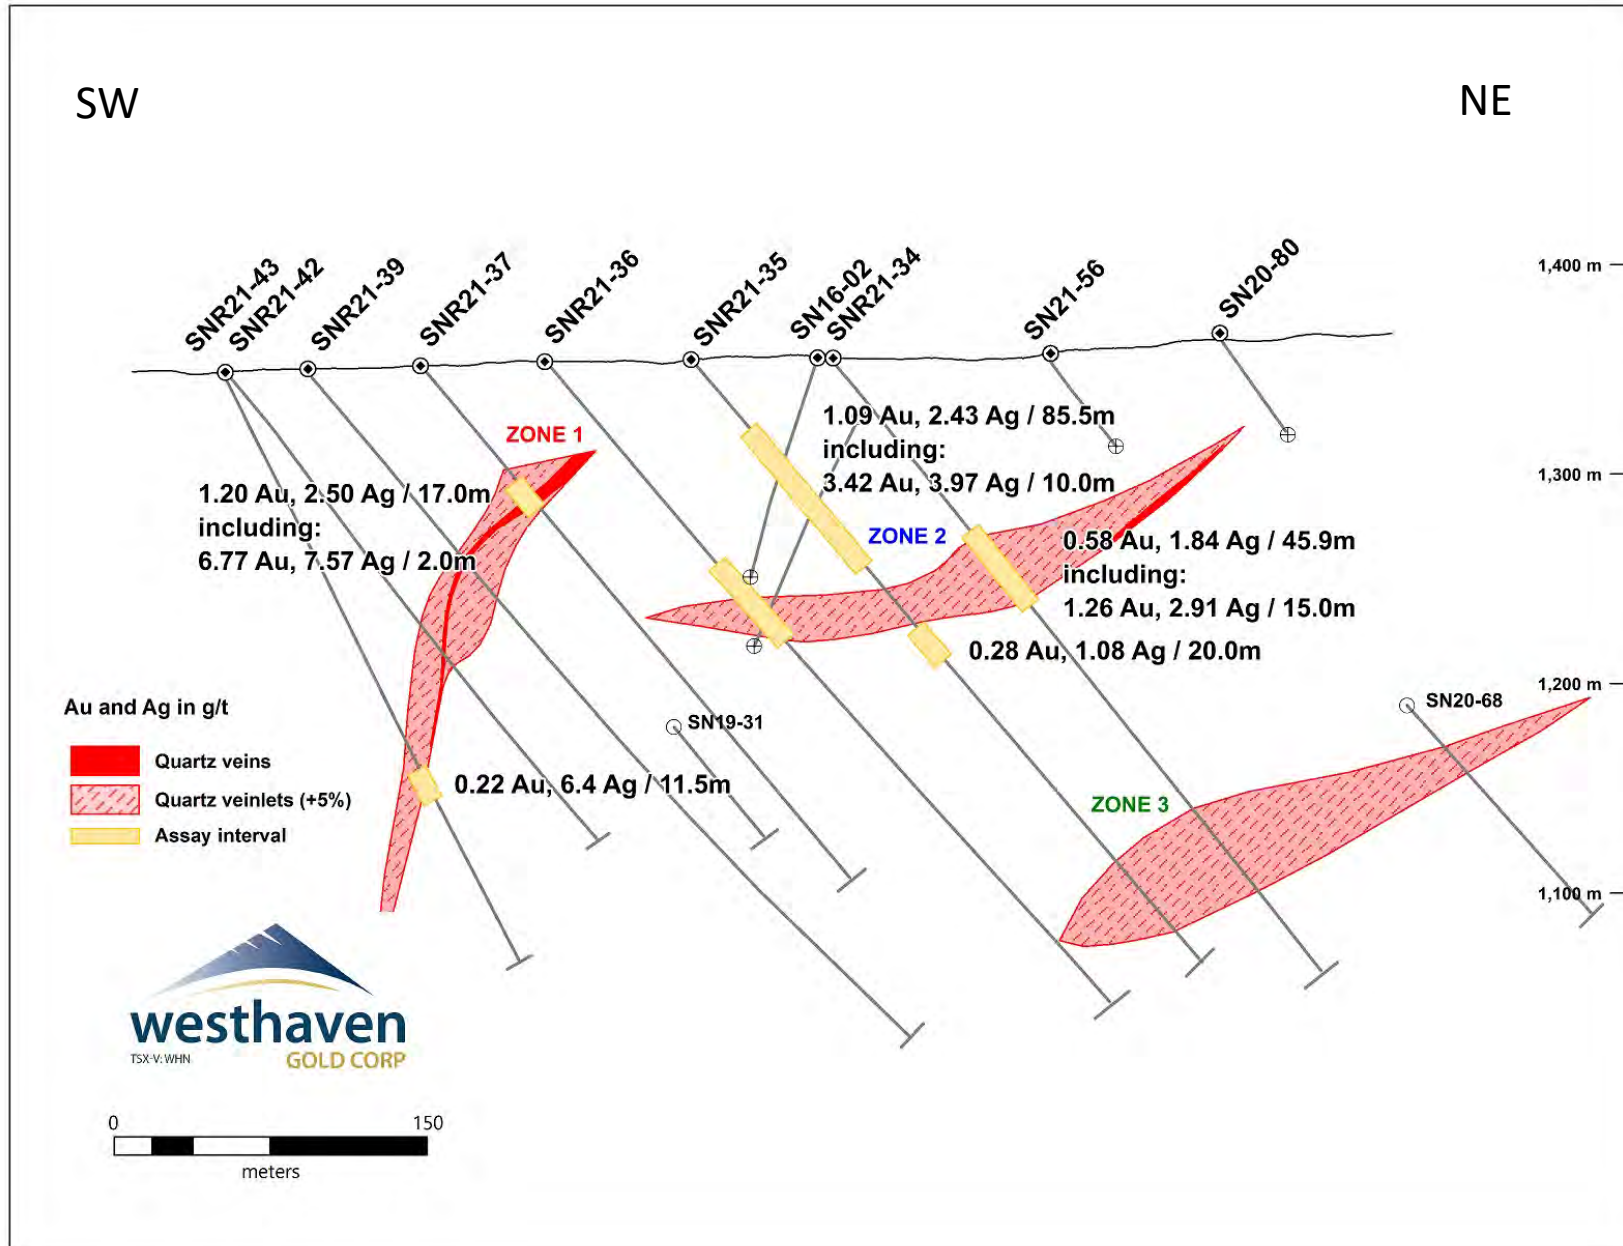 SW
NE
SNR21-43
SNR21-42
SNR21-39
SNR21-37
SNR21-36
SNR21-35
SN16-02
SNR21-34
SN21-56
SN20-80
1,400 m
1,300 m
1,200 m
1,100 m
ZONE 1
1.20 Au, 2.50 Ag / 17.0m
including:
6.77 Au, 7.57 Ag / 2.0m
1.09 Au, 2.43 Ag / 85.5m
including:
3.42 Au, 3.97 Ag / 10.0m
ZONE 2
0.58 Au, 1.84 Ag / 45.9m
including:
1.26 Au, 2.91 Ag / 15.0m
0.28 Au, 1.08 Ag / 20.0m
SN19-31
SN20-68
0.22 Au, 6.4 Ag / 11.5m
ZONE 3
Au and Ag in g/t
Quartz veins
Quartz veinlets (+5%)
Assay interval
westhaven
TSX-V: WHN
GOLD CORP
0
150
meters